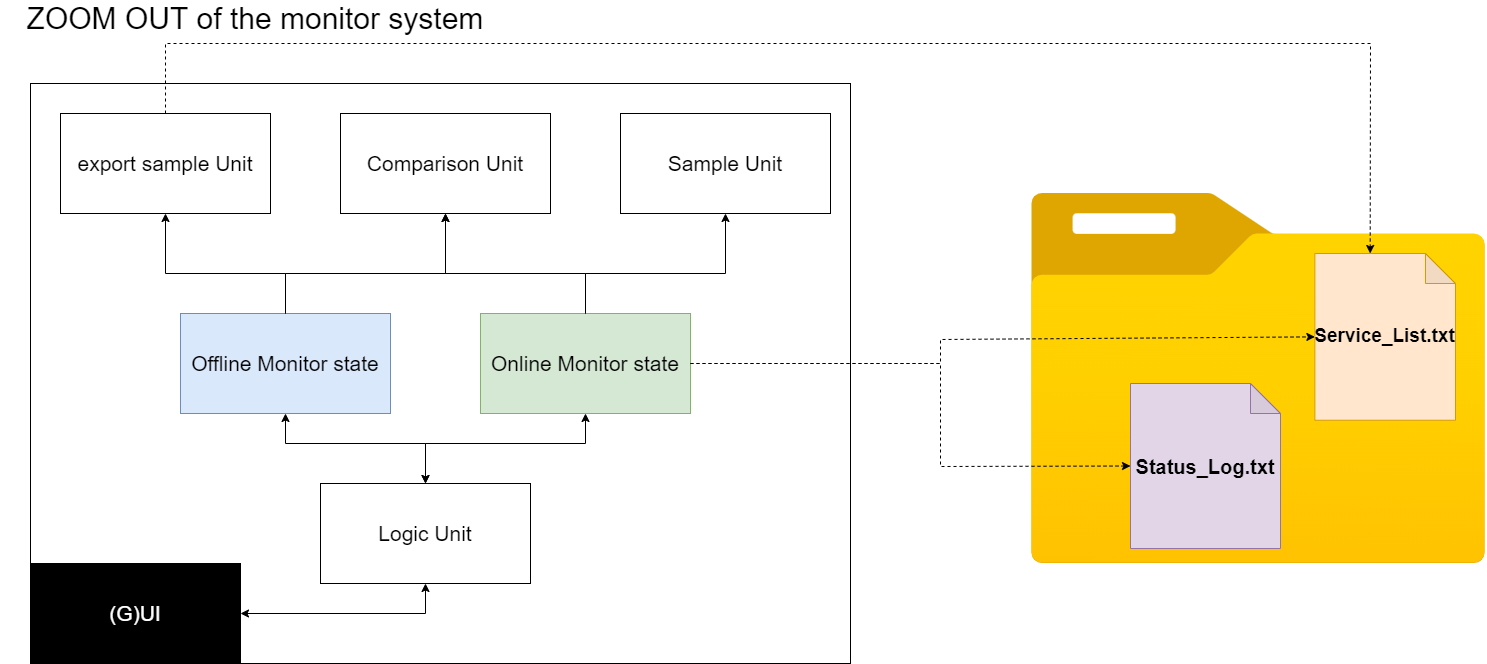 ZOOM OUT of the monitor system
export sample Unit
Comparison Unit
Sample Unit
Offline Monitor state
Online Monitor state
Service_List.txt
Status_Log.txt
Logic Unit
(G)UI